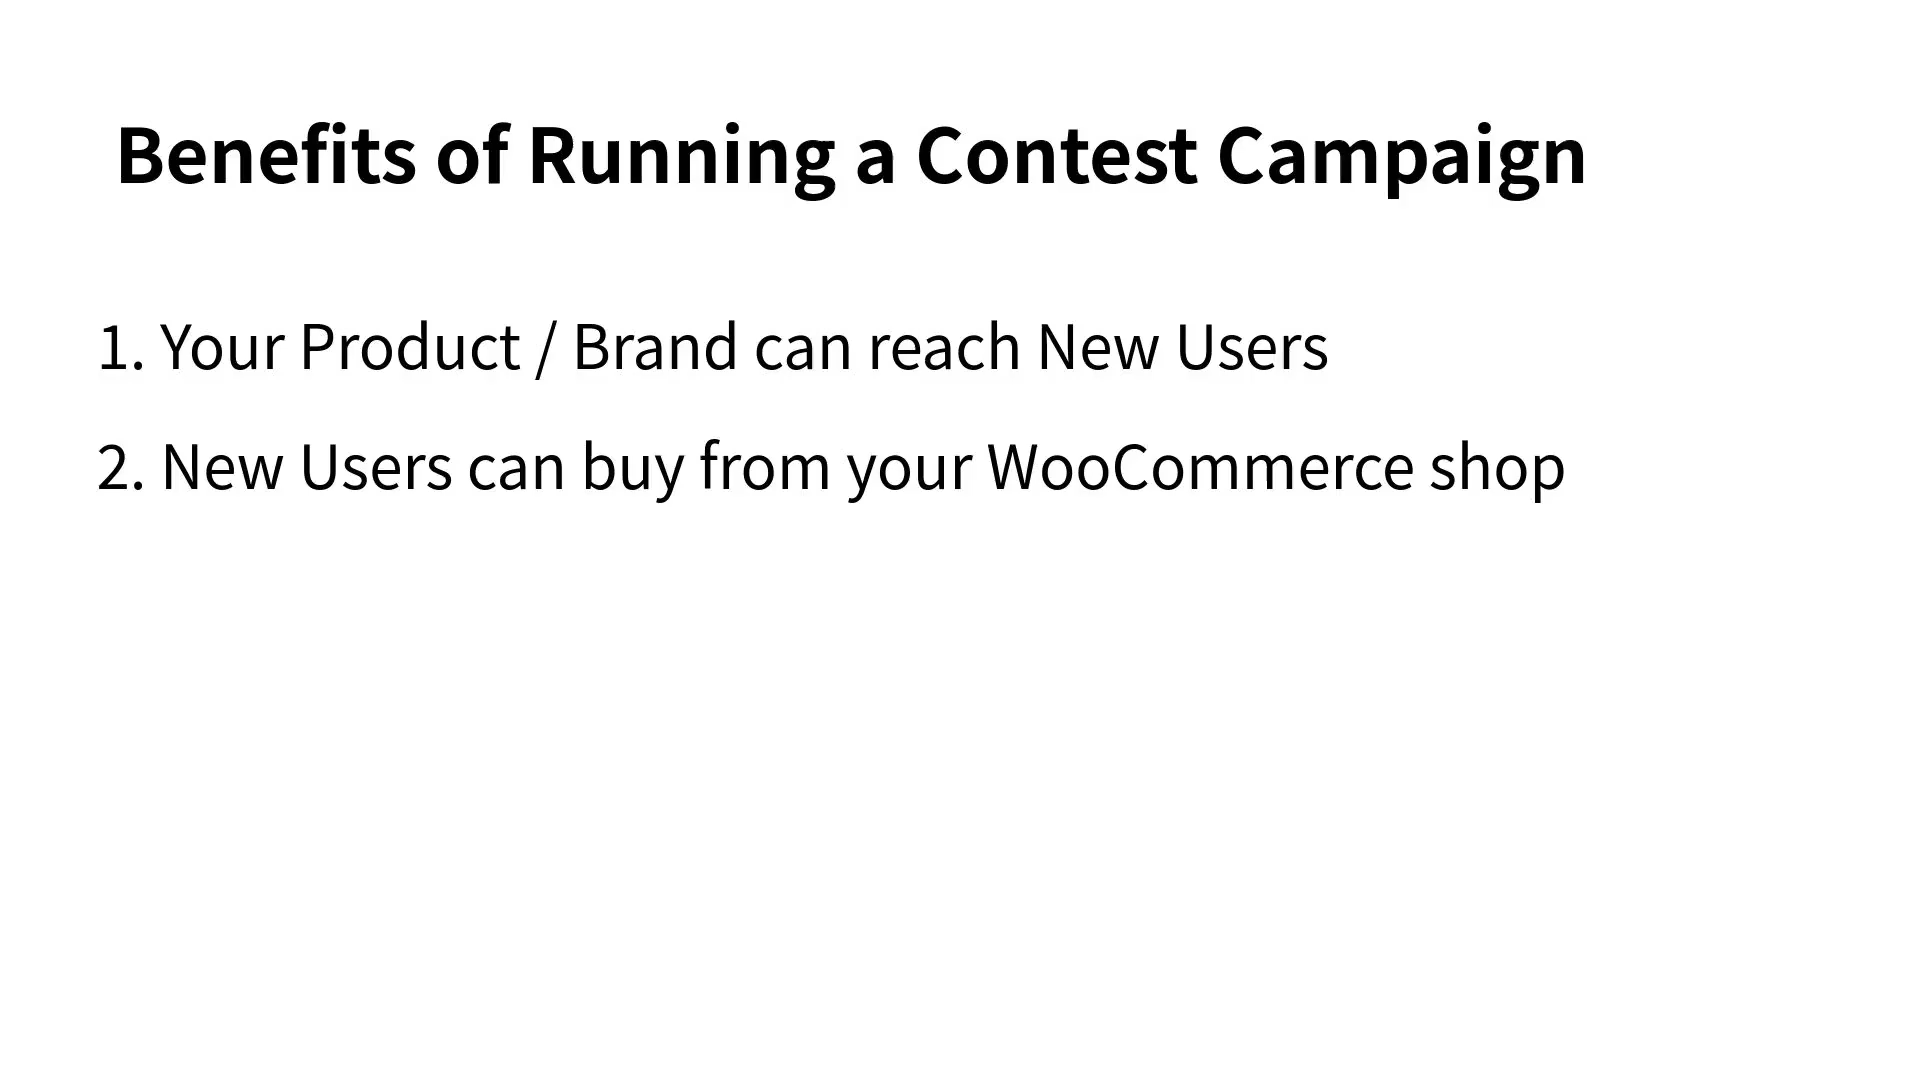 Benefits of Running a Contest Campaign
1. Your Product / Brand can reach New Users
2. New Users can buy from your WooCommerce shop